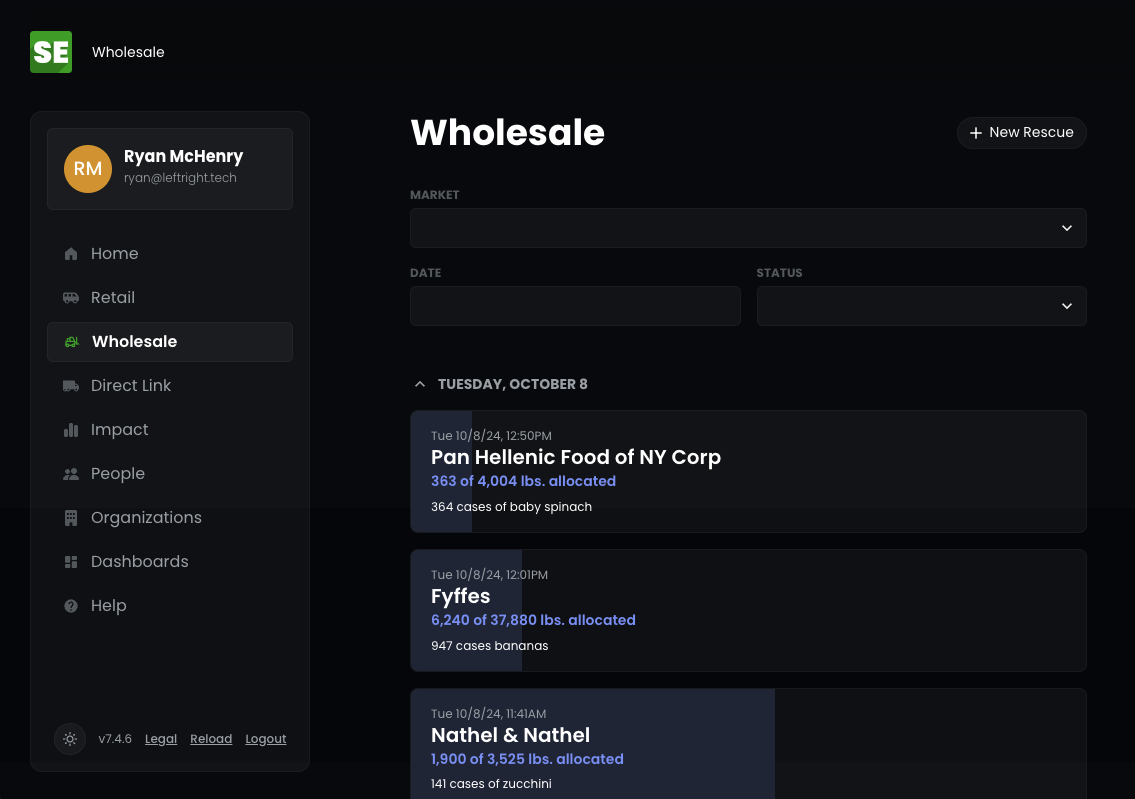 SE
Wholesale
RM
Ryan McHenry
ryan@leftright.tech
Home
Retail
Wholesale
Direct Link
Impact
People
Organizations
Dashboards
Help
v7.4.6 Legal Reload Logout
Wholesale
+ New Rescue
MARKET
DATE
STATUS
TUESDAY, OCTOBER 8
Tue 10/8/24, 12:50PM
Pan Hellenic Food of NY Corp
363 of 4,004 lbs. allocated
364 cases of baby spinach
Tue 10/8/24, 12:01PM
Fyffes
6,240 of 37,880 lbs. allocated
947 cases bananas
Tue 10/8/24, 11:41AM
Nathel & Nathel
1,900 of 3,525 lbs. allocated
141 cases of zucchini